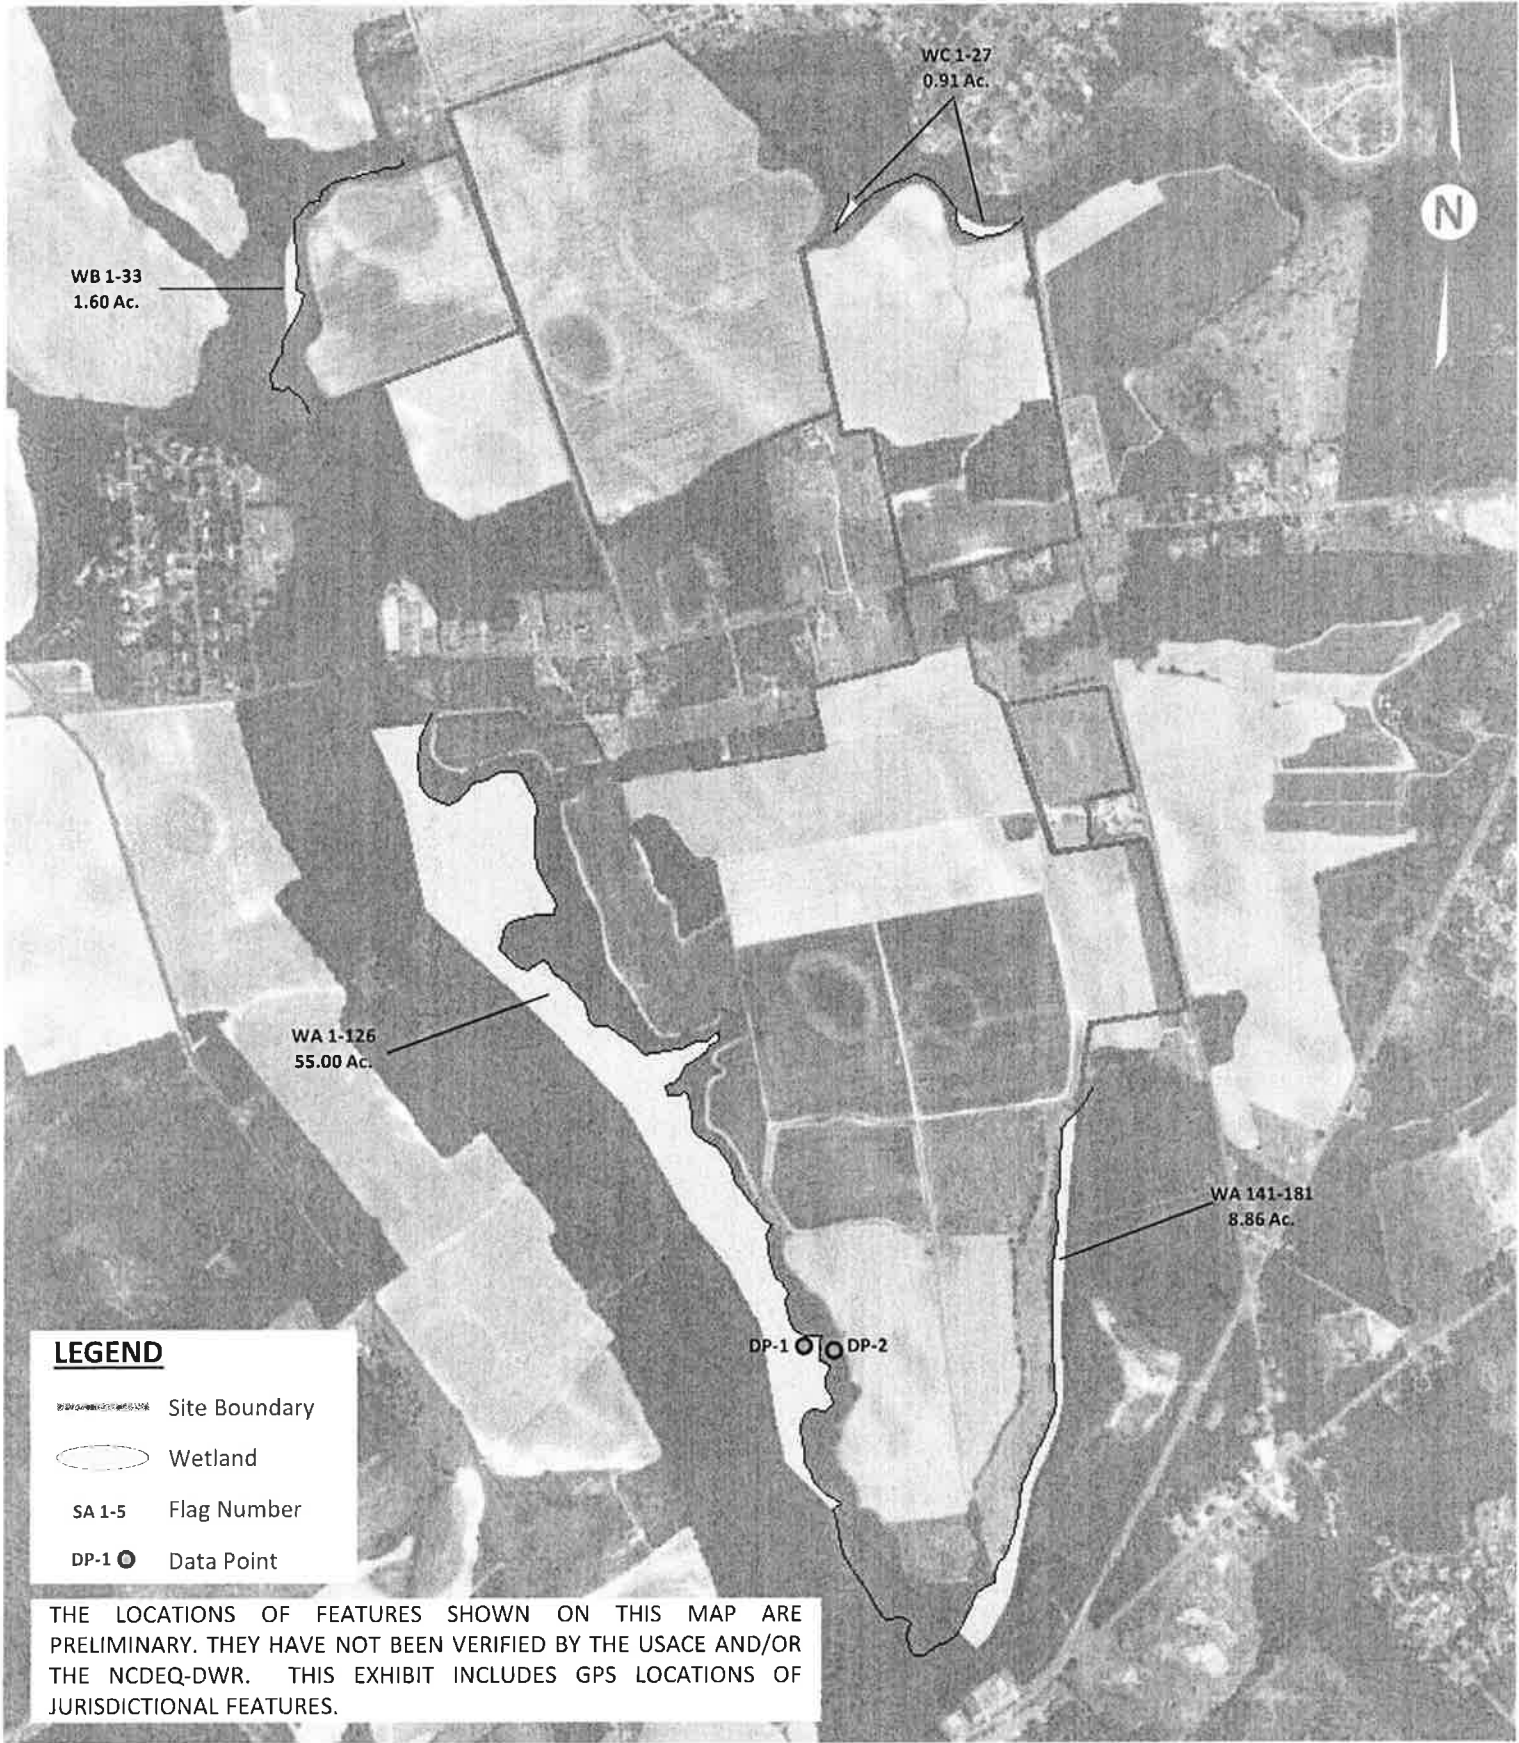 WC 1-27
0.91 Ac.
N
WB 1-33
1.60 Ac.
WA 1-126
55.00 Ac.
WA 141-181
8.86 Ac.
DP-1
DP-2
LEGEND
Site Boundary
Wetland
SA 1-5 Flag Number
DP-1 Data Point
THE LOCATIONS OF FEATURES SHOWN ON THIS MAP ARE
PRELIMINARY. THEY HAVE NOT BEEN VERIFIED BY THE USACE AND/OR
THE NCDEQ-DWR. THIS EXHIBIT INCLUDES GPS LOCATIONS OF
JURISDICTIONAL FEATURES.